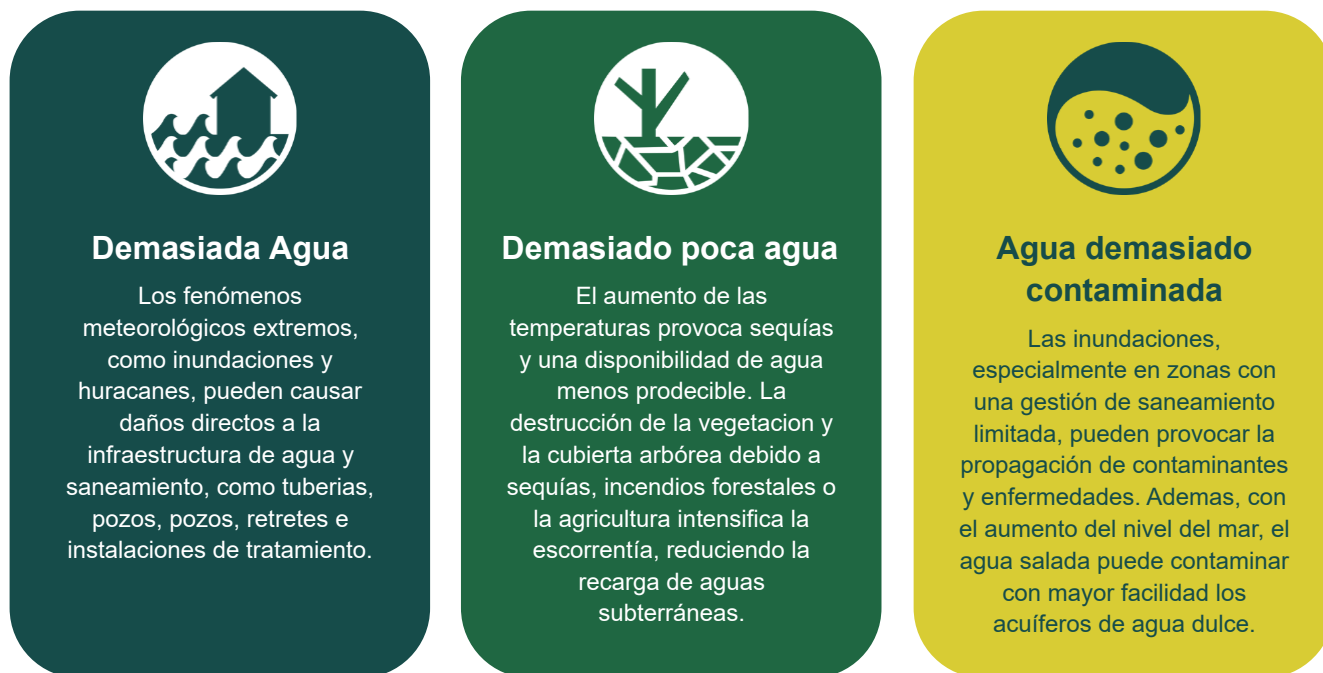 Demasiada Agua
Los fenómenos
meteorológicos extremos,
como inundaciones y
huracanes, pueden causar
daños directos a la
infraestructura de agua y
saneamiento, como tuberias,
pozos, pozos, retretes e
instalaciones de tratamiento.
Demasiado poca agua
El aumento de las
temperaturas provoca sequías
y una disponibilidad de agua
menos prodecible. La
destrucción de la vegetacion y
la cubierta arbórea debido a
sequías, incendios forestales o
la agricultura intensifica la
escorrentía, reduciendo la
recarga de aguas
subterráneas.
Agua demasiado
contaminada
Las inundaciones,
especialmente en zonas con
una gestión de saneamiento
limitada, pueden provocar la
propagación de contaminantes
y enfermedades. Ademas, con
el aumento del nivel del mar, el
agua salada puede contaminar
con mayor facilidad los
acuíferos de agua dulce.